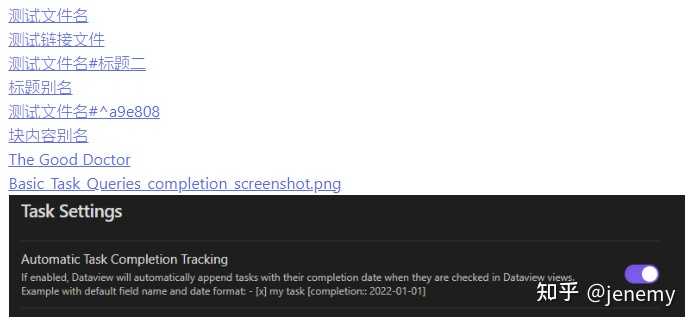 测试文件名
测试链接文件
测试文件名#标题二
标题别名
测试文件名#^a9e808
块内容别名
The Good Doctor
Basic_Task_Queries_completion_screenshot.png
Task Settings
Automatic Task Completion Tracking
If enabled, Dataview will automatically append tasks with their completion date when they are checked in Dataview views.
Example with default field name and date format: - [x] my task [completion:: 2022-01-01]
知乎 @jenemy